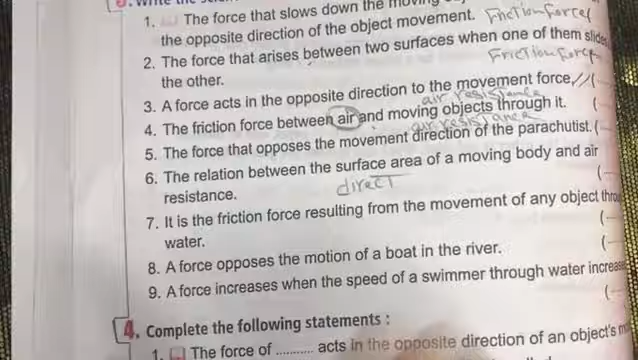 1. The force that slows down the moving
the opposite direction of the object movement. Friction force
2. The force that arises between two surfaces when one of them slides
the other. Friction force
3. A force acts in the opposite direction to the movement force. // (
air resistance
4. The friction force between air and moving objects through it. (
air resistance
5. The force that opposes the movement direction of the parachutist. (
6. The relation between the surface area of a moving body and air
resistance. direct (
7. It is the friction force resulting from the movement of any object throu
water. (
8. A force opposes the motion of a boat in the river. (
9. A force increases when the speed of a swimmer through water increase
(
4. Complete the following statements :
1. The force of .......... acts in the opposite direction of an object's